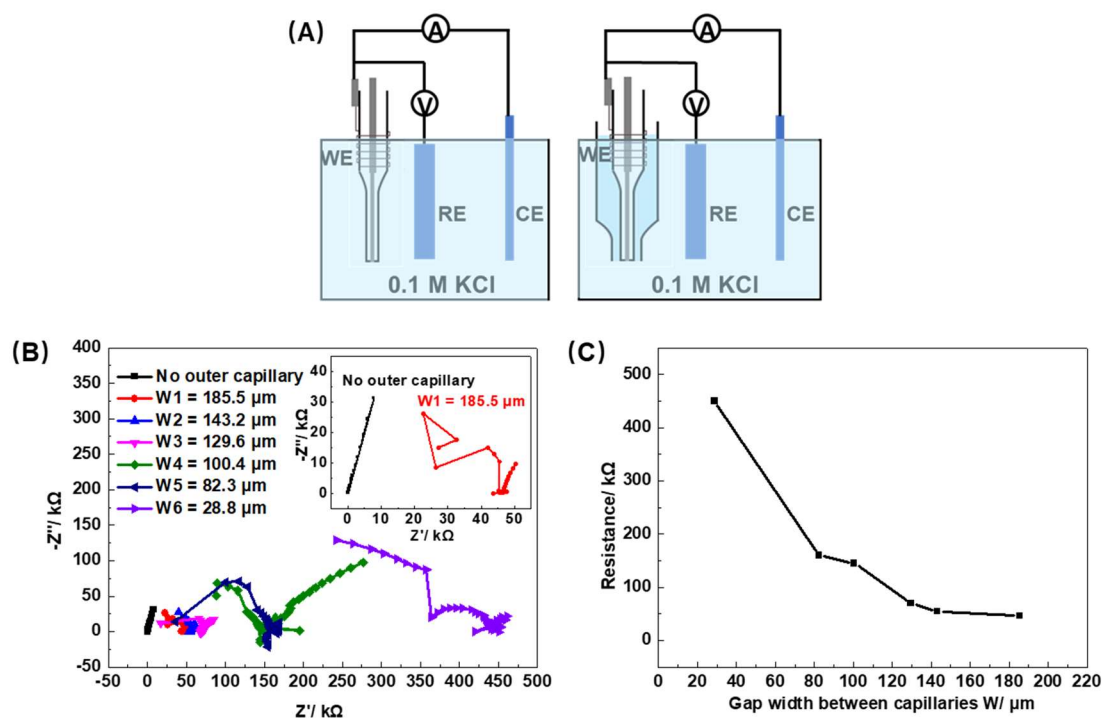 (A)
A
V
WE
RE
CE
0.1 M KCl
A
V
WE
RE
CE
0.1 M KCl
(B)
400
350
300
250
200
150
100
50
0
-50
-Z''/ kΩ
No outer capillary
W1 = 185.5 μm
W2 = 143.2 μm
W3 = 129.6 μm
W4 = 100.4 μm
W5 = 82.3 μm
W6 = 28.8 μm
40
30
20
10
0
-Z''/ kΩ
No outer capillary
W1 = 185.5 μm
0 10 20 30 40 50
Z'/ kΩ
-50 0 50 100 150 200 250 300 350 400 450 500
Z'/ kΩ
(C)
500
400
300
200
100
0
Resistance/ kΩ
0 20 40 60 80 100 120 140 160 180 200 220
Gap width between capillaries W/ μm